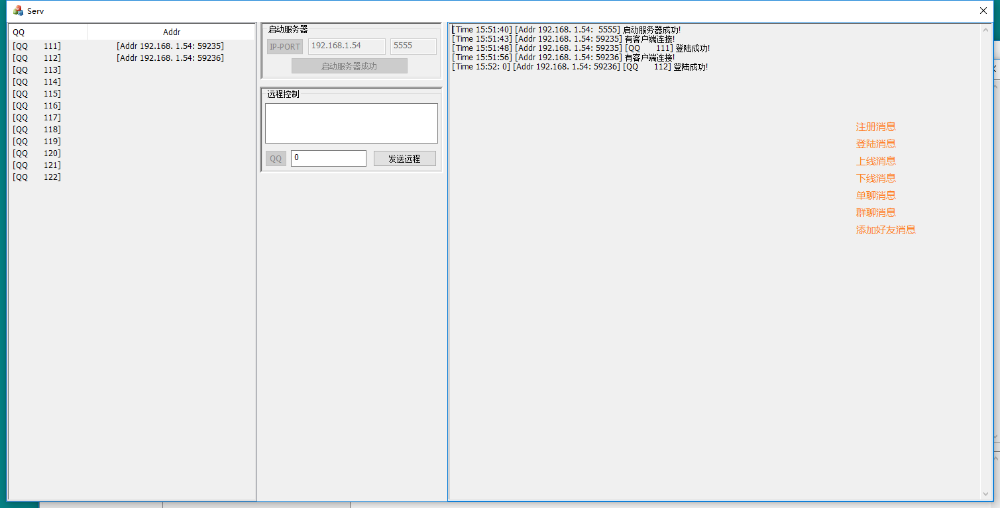 Serv
QQ Addr
[QQ 111] [Addr 192.168. 1.54: 59235]
[QQ 112] [Addr 192.168. 1.54: 59236]
[QQ 113]
[QQ 114]
[QQ 115]
[QQ 116]
[QQ 117]
[QQ 118]
[QQ 119]
[QQ 120]
[QQ 121]
[QQ 122]
启动服务器
IP-PORT 192.168.1.54 5555
启动服务器成功
远程控制
QQ 0 发送远程
[Time 15:51:40] [Addr 192.168. 1.54: 5555] 启动服务器成功!
[Time 15:51:43] [Addr 192.168. 1.54: 59235] 有客户端连接!
[Time 15:51:48] [Addr 192.168. 1.54: 59235] [QQ 111] 登陆成功!
[Time 15:51:56] [Addr 192.168. 1.54: 59236] 有客户端连接!
[Time 15:52: 0] [Addr 192.168. 1.54: 59236] [QQ 112] 登陆成功!
注册消息
登陆消息
上线消息
下线消息
单聊消息
群聊消息
添加好友消息